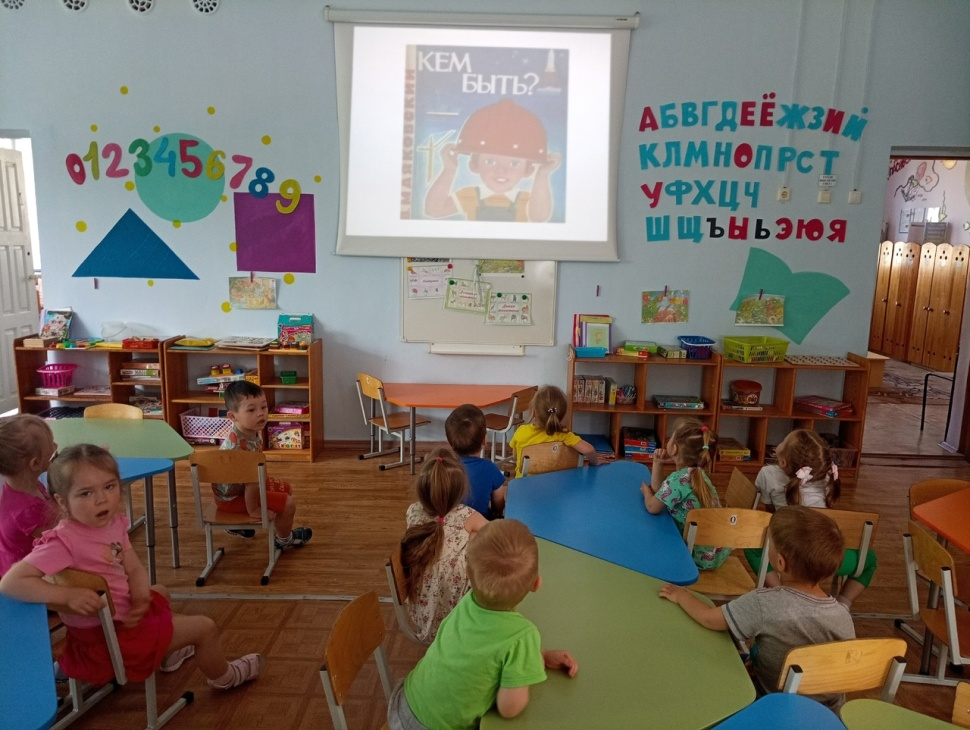 КЕМ
БЫТЬ?
МАЯКОВСКИЙ
0123456789
АБВГДЕЁЖЗИЙ
КЛМНОПРСТ
УФХЦЧ
ШЩЪЫЬЭЮЯ